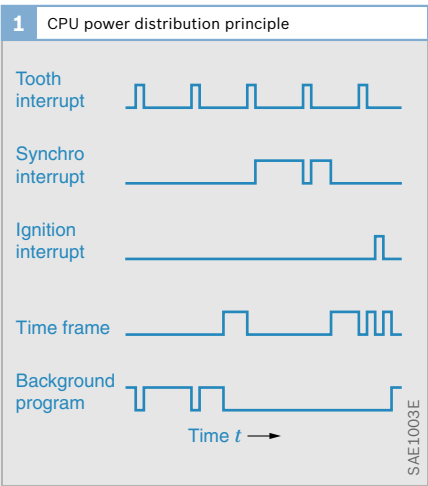 1 CPU power distribution principle
Tooth
interrupt
Synchro
interrupt
Ignition
interrupt
Time frame
Background
program
Time t
SAE1003E